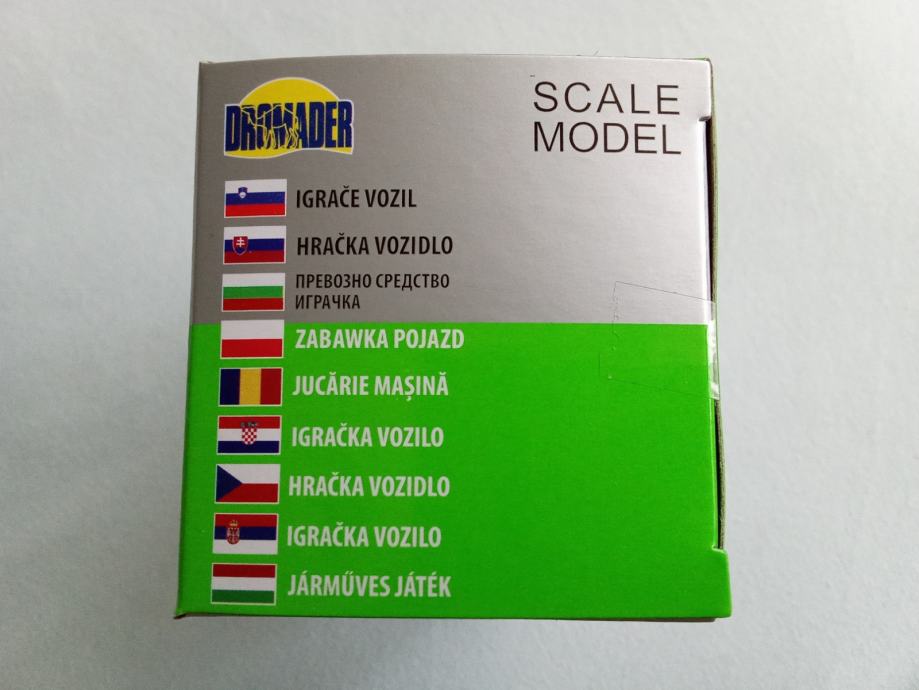 DROMADER
SCALE
MODEL
IGRAČE VOZIL
HRAČKA VOZIDLO
ПРЕВОЗНО СРЕДСТВО
ИГРАЧКА
ZABAWKA POJAZD
JUCĂRIE MAȘINĂ
IGRAČKA VOZILO
HRAČKA VOZIDLO
IGRAČKA VOZILO
JÁRMŰVES JÁTÉK